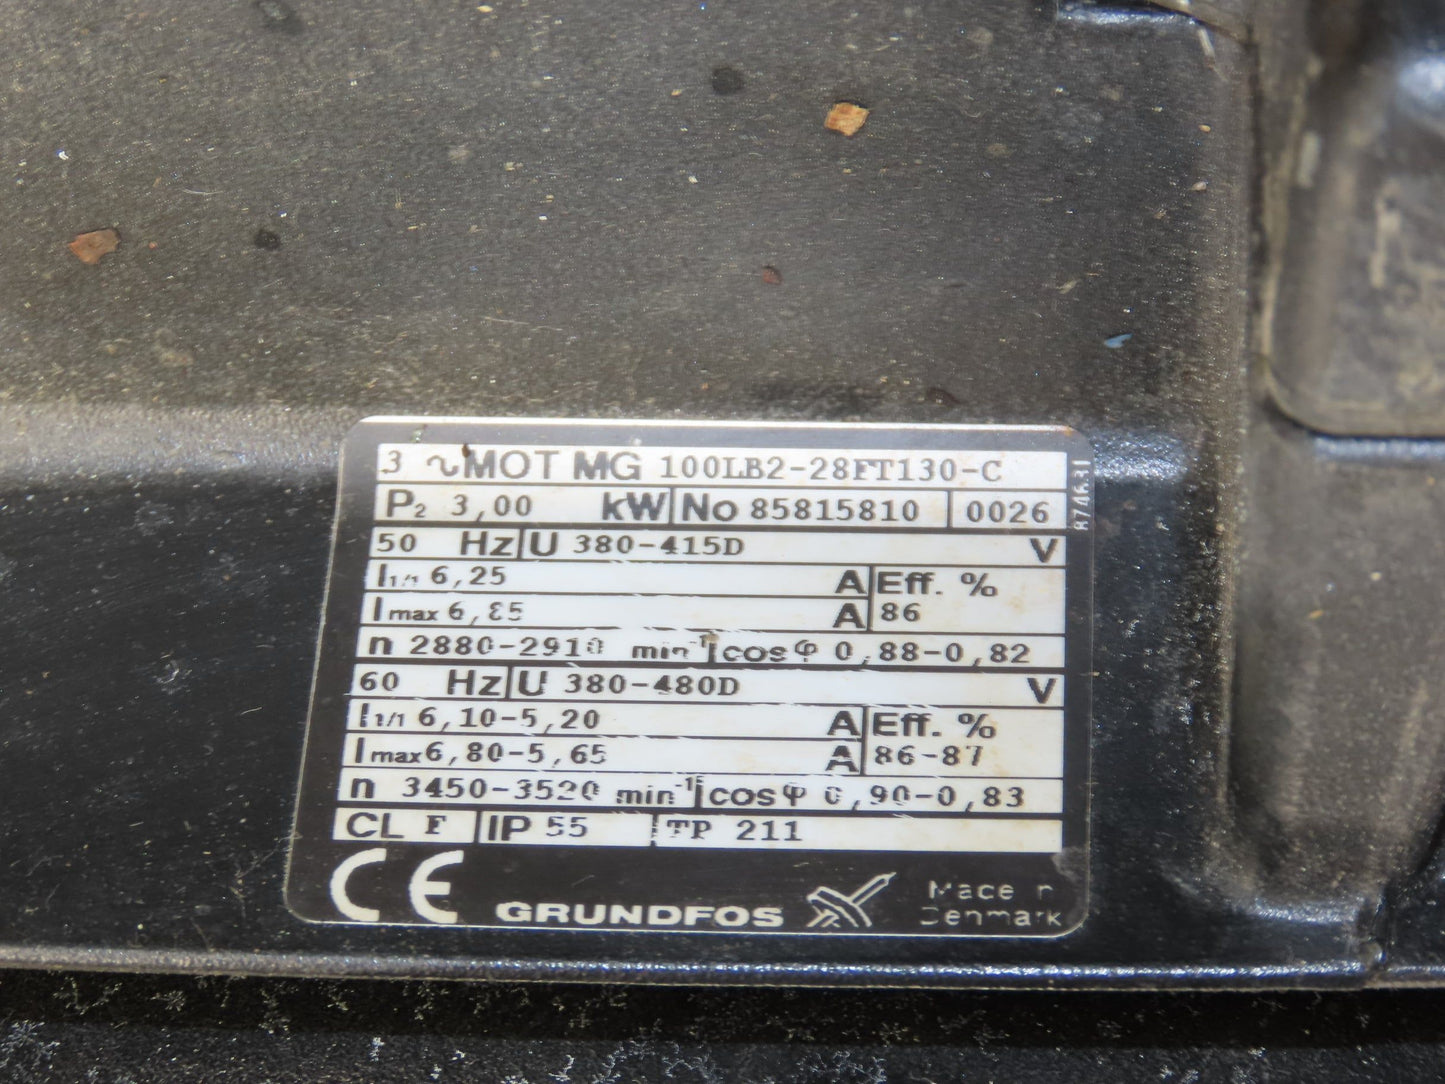 3 ~MOT MG 100LB2-28FT130-C
P2 3,00 kW No 85815810 0026
50 Hz U 380-415D V
I1/1 6,25 A Eff. %
Imax 6,85 A 86
n 2880-2910 min-1 cos φ 0,88-0,82
60 Hz U 380-480D V
I1/1 6,10-5,20 A Eff. %
Imax 6,80-5,65 A 86-87
n 3450-3520 min-1 cos φ 0,90-0,83
CL F IP 55 TP 211
CE GRUNDFOS Made in
Denmark